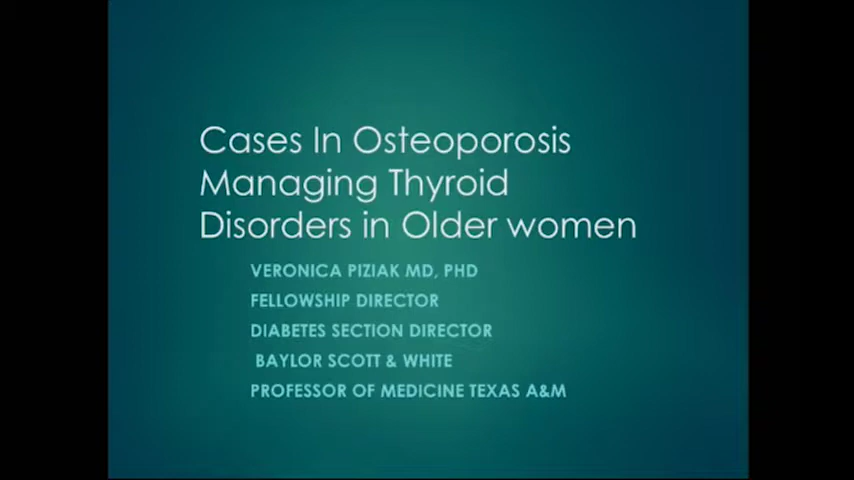 Cases In Osteoporosis
Managing Thyroid
Disorders in Older women
VERONICA PIZIAK MD, PHD
FELLOWSHIP DIRECTOR
DIABETES SECTION DIRECTOR
BAYLOR SCOTT & WHITE
PROFESSOR OF MEDICINE TEXAS A&M